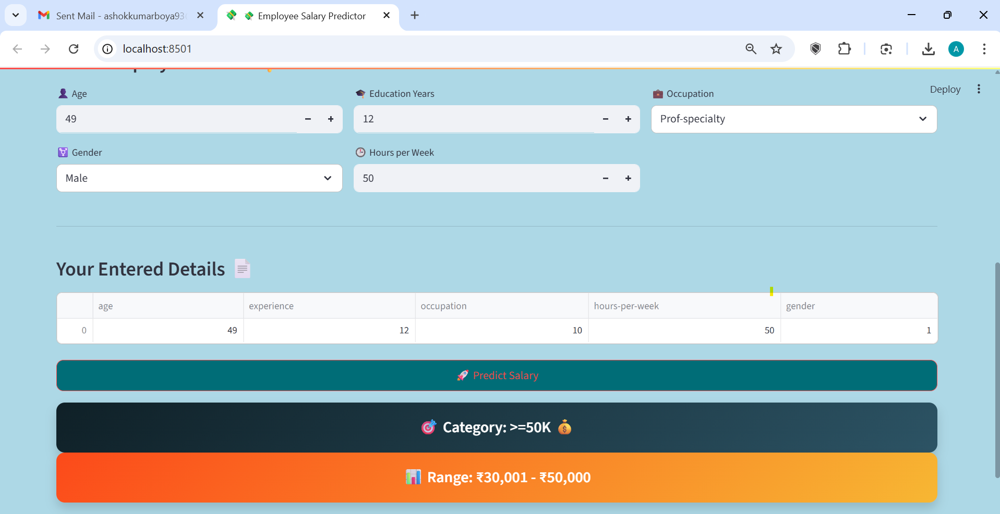 Sent Mail - ashokkumarboya93
Employee Salary Predictor
localhost:8501
A
Deploy
Age
Education Years
Occupation
49
12
Prof-specialty
Gender
Hours per Week
Male
50
Your Entered Details
age experience occupation hours-per-week gender
0 49 12 10 50 1
Predict Salary
Category: >=50K
Range: ₹30,001 - ₹50,000